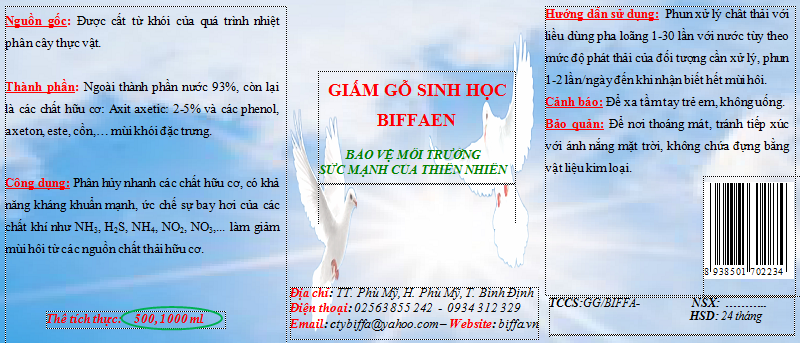 Nguồn gốc: Được cất từ khói của quá trình nhiệt
phân cây thực vật.
Thành phần: Ngoài thành phần nước 93%, còn lại
là các chất hữu cơ: Axit axetic: 2-5% và các phenol,
axeton, este, cồn,... mùi khói đặc trưng.
Công dụng: Phân hủy nhanh các chất hữu cơ, có khả
năng kháng khuẩn mạnh, ức chế sự bay hơi của các
chất khí như NH3, H2S, NH4, NO2, NO3,... làm giảm
mùi hôi từ các nguồn chất thải hữu cơ.
Thể tích thực: 500, 1000 ml
GIẤM GỖ SINH HỌC
BIFFAEN
BẢO VỆ MÔI TRƯỜNG
SỨC MẠNH CỦA THIÊN NHIÊN
Địa chỉ: TT. Phù Mỹ, H. Phù Mỹ, T. Bình Định
Điện thoại: 02563 855 242 - 0934 312 329
Email: ctybiffa@yahoo.com – Website: biffa.vn
Hướng dẫn sử dụng: Phun xử lý chất thải với
liều dùng pha loãng 1-30 lần với nước tùy theo
mức độ phát thải của đối tượng cần xử lý, phun
1-2 lần/ngày đến khi nhận biết hết mùi hôi.
Cảnh báo: Để xa tầm tay trẻ em, không uống.
Bảo quản: Để nơi thoáng mát, tránh tiếp xúc
với ánh nắng mặt trời, không chứa đựng bằng
vật liệu kim loại.
8 938501 702234
TCCS:GG/BIFFA- NSX: ...........
HSD: 24 tháng